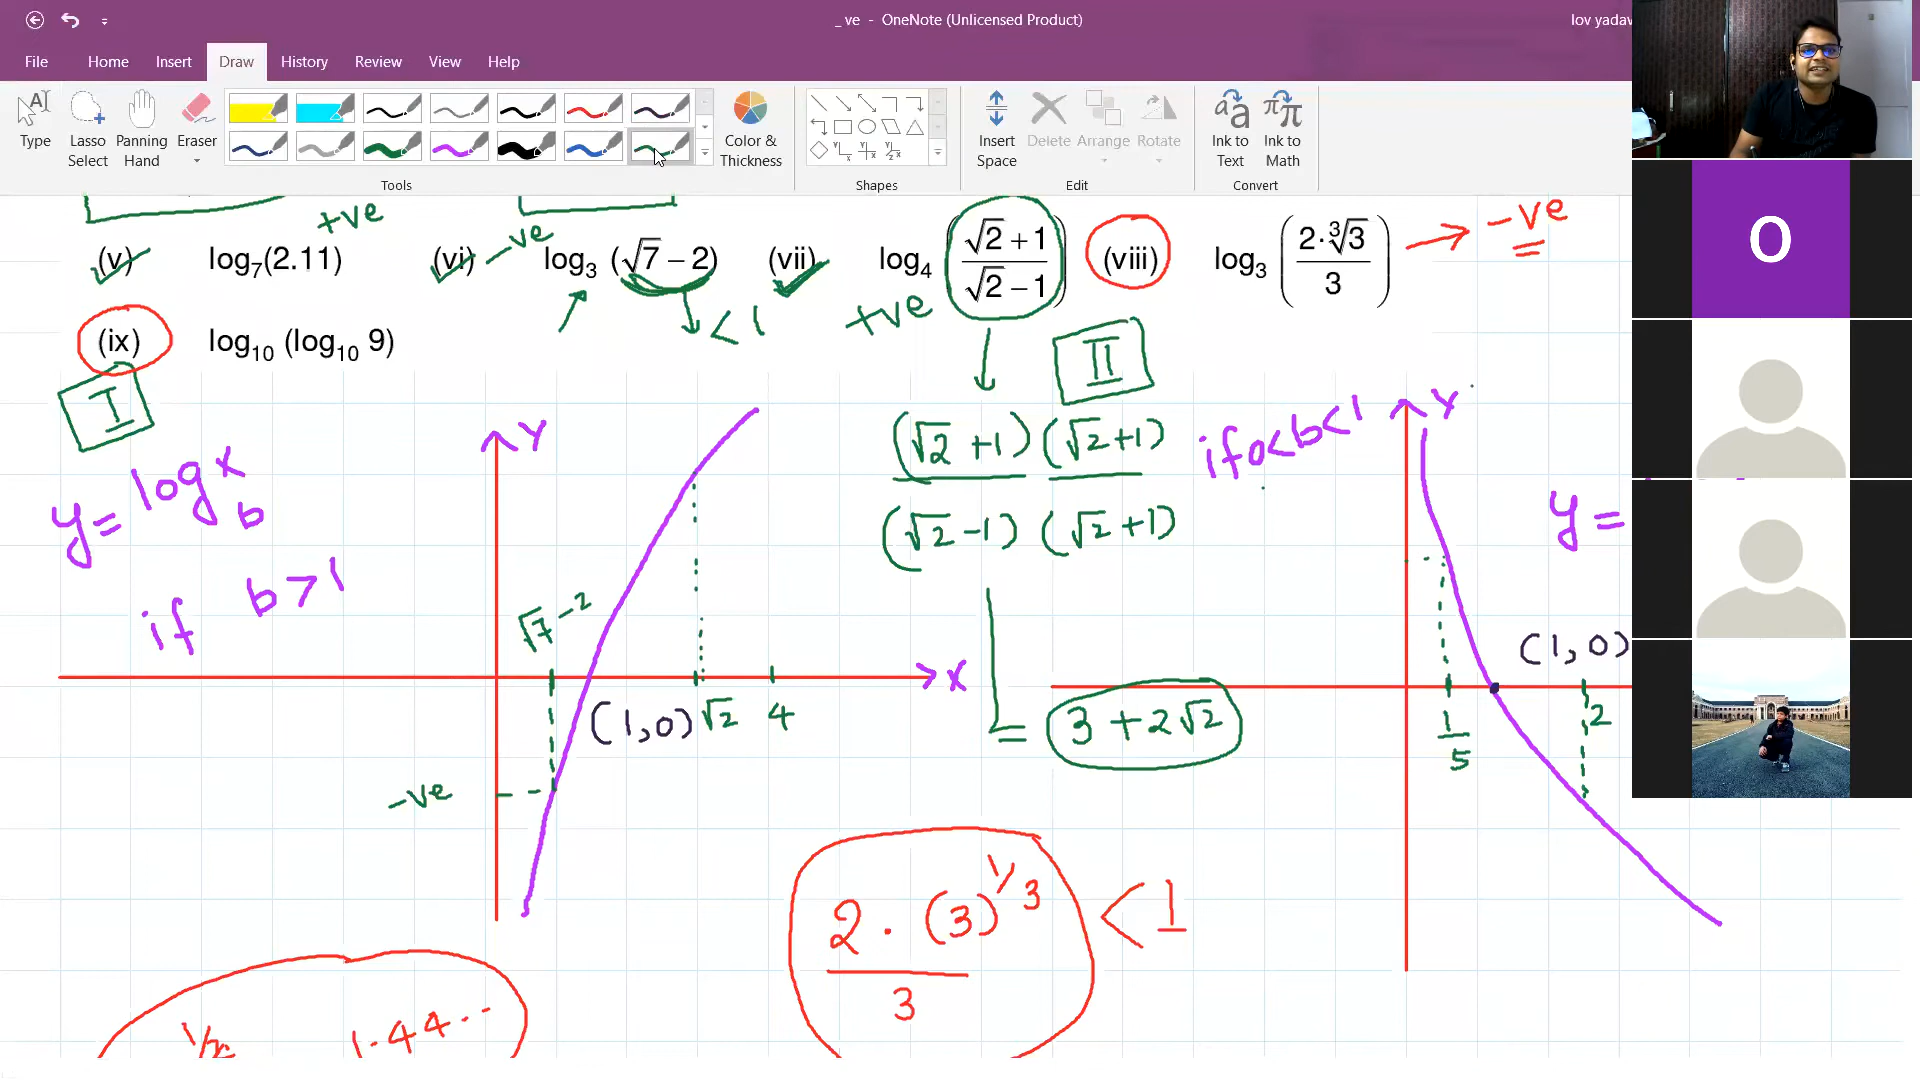 _ ve - OneNote (Unlicensed Product)
lov yadav
File Home Insert Draw History Review View Help
Type
Lasso Select
Panning Hand
Eraser
Color & Thickness
Insert Space
Delete
Arrange
Rotate
Ink to Text
Ink to Math
Tools Shapes Edit Convert
+ve
-ve
-ve
(v) log₇(2.11) (vi) log₃ (√7 − 2) (vii) log₄ ((√2 + 1)/(√2 − 1)) (viii) log₃ (2·∛3/3)
<1
+ve
(ix) log₁₀ (log₁₀ 9)
I
II
y = log_b x
if b>1
Y
√7 -2
X
(1,0) √2 4
-ve
(√2 +1) (√2+1)
(√2 -1) (√2 +1)
= 3 + 2√2
if 0<b<1
Y
y =
(1,0)
1/5
2
2 . (3)^1/3 / 3 < 1
1.44..
O